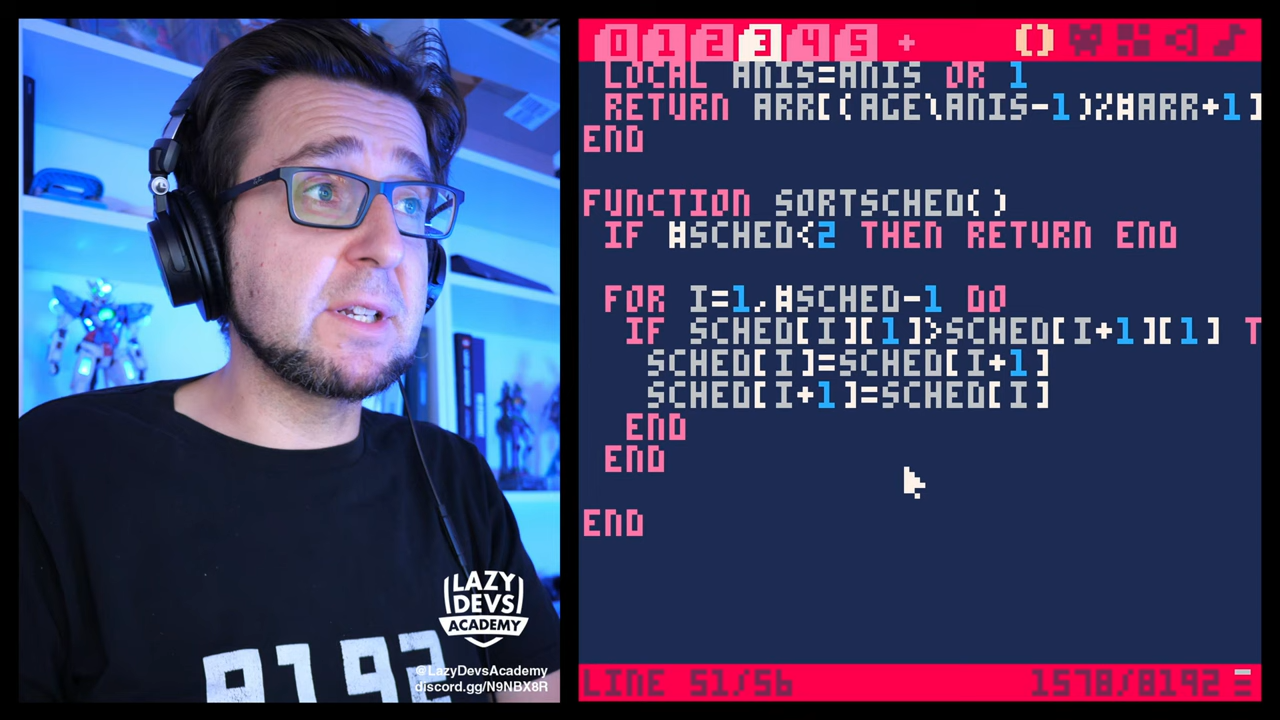 0 1 2 3 4 5 +
LOCAL ANIS=ANIS OR 1
RETURN ARR[(AGE\ANIS-1)%#ARR+1]
END
FUNCTION SORTSCHED()
IF #SCHED<2 THEN RETURN END
FOR I=1,#SCHED-1 DO
IF SCHED[I][1]>SCHED[I+1][1] T
SCHED[I]=SCHED[I+1]
SCHED[I+1]=SCHED[I]
END
END
END
LINE 51/56
1578/8192
8192
LAZY
DEVS
ACADEMY
@LazyDevsAcademy
discord.gg/N9NBX8R